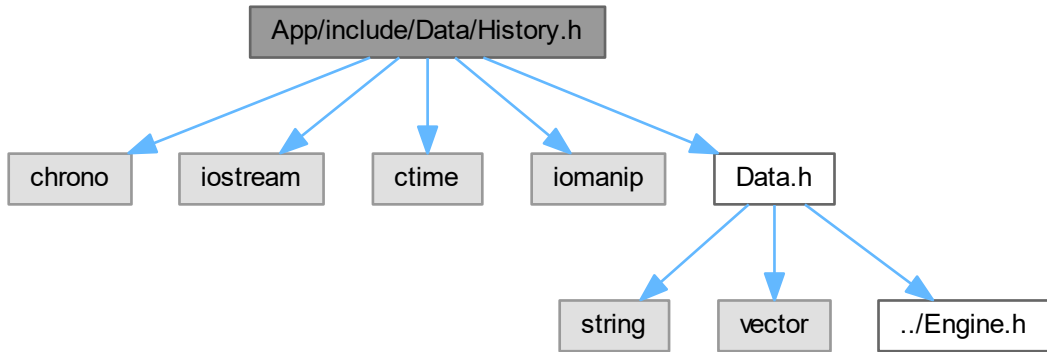 App/include/Data/History.h
chrono
iostream
ctime
iomanip
Data.h
string
vector
../Engine.h